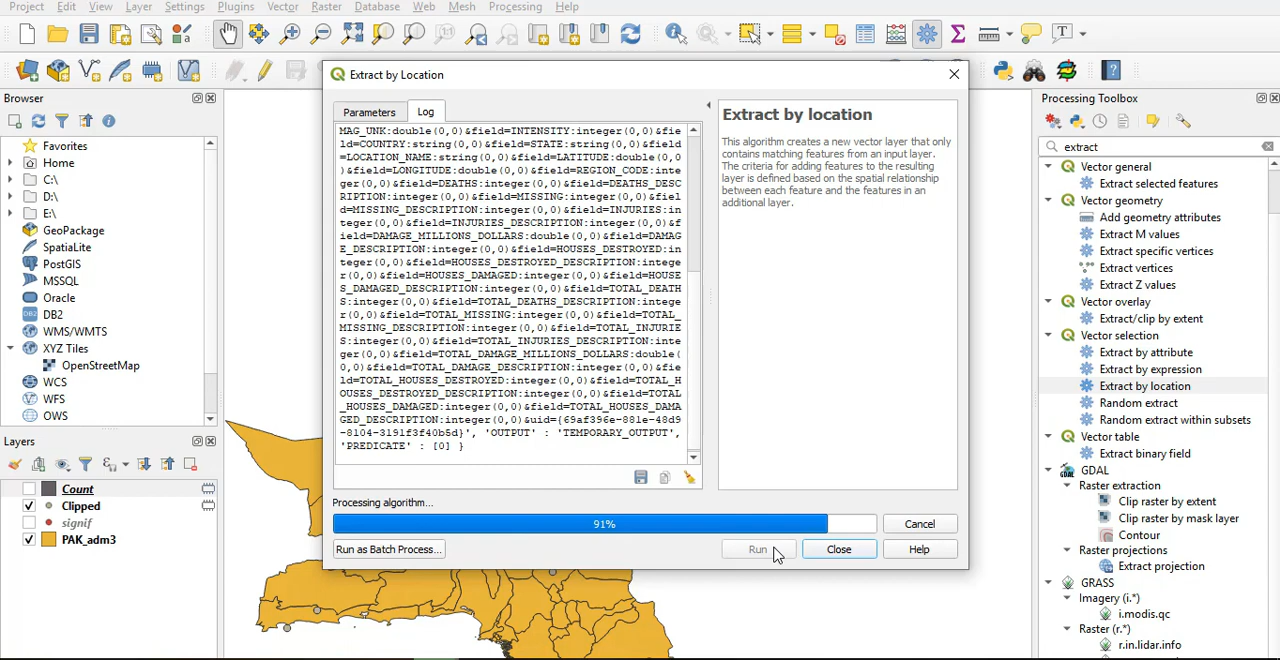 Project Edit View Layer Settings Plugins Vector Raster Database Web Mesh Processing Help
Browser
Favorites
Home
C:\
D:\
E:\
GeoPackage
SpatiaLite
PostGIS
MSSQL
Oracle
DB2
DB2
WMS/WMTS
XYZ Tiles
OpenStreetMap
WCS
WFS
OWS
Layers
Count
Clipped
signif
PAK_adm3
Extract by Location
Parameters Log
MAG_UNK:double(0,0)&field=INTENSITY:integer(0,0)&fie
ld=COUNTRY:string(0,0)&field=STATE:string(0,0)&field
=LOCATION_NAME:string(0,0)&field=LATITUDE:double(0,0
)&field=LONGITUDE:double(0,0)&field=REGION_CODE:inte
ger(0,0)&field=DEATHS:integer(0,0)&field=DEATHS_DESC
RIPTION:integer(0,0)&field=MISSING:integer(0,0)&fiel
d=MISSING_DESCRIPTION:integer(0,0)&field=INJURIES:in
teger(0,0)&field=INJURIES_DESCRIPTION:integer(0,0)&f
ield=DAMAGE_MILLIONS_DOLLARS:double(0,0)&field=DAMAG
E_DESCRIPTION:integer(0,0)&field=HOUSES_DESTROYED:in
teger(0,0)&field=HOUSES_DESTROYED_DESCRIPTION:intege
r(0,0)&field=HOUSES_DAMAGED:integer(0,0)&field=HOUSE
S_DAMAGED_DESCRIPTION:integer(0,0)&field=TOTAL_DEATH
S:integer(0,0)&field=TOTAL_DEATHS_DESCRIPTION:intege
r(0,0)&field=TOTAL_MISSING:integer(0,0)&field=TOTAL_
MISSING_DESCRIPTION:integer(0,0)&field=TOTAL_INJURIE
S:integer(0,0)&field=TOTAL_INJURIES_DESCRIPTION:inte
ger(0,0)&field=TOTAL_DAMAGE_MILLIONS_DOLLARS:double(
0,0)&field=TOTAL_DAMAGE_DESCRIPTION:integer(0,0)&fie
ld=TOTAL_HOUSES_DESTROYED:integer(0,0)&field=TOTAL_H
OUSES_DESTROYED_DESCRIPTION:integer(0,0)&field=TOTAL
_HOUSES_DAMAGED:integer(0,0)&field=TOTAL_HOUSES_DAMA
GED_DESCRIPTION:integer(0,0)&uid={69af396e-881e-48d9
-8104-3191f3f40b5d}', 'OUTPUT' : 'TEMPORARY_OUTPUT',
'PREDICATE' : [0] }
Extract by location
This algorithm creates a new vector layer that only
contains matching features from an input layer.
The criteria for adding features to the resulting
layer is defined based on the spatial relationship
between each feature and the features in an
additional layer.
Processing algorithm...
91%
Cancel
Run as Batch Process...
Run
Close
Help
Processing Toolbox
extract
Vector general
Extract selected features
Vector geometry
Add geometry attributes
Extract M values
Extract specific vertices
Extract vertices
Extract Z values
Vector overlay
Extract/clip by extent
Vector selection
Extract by attribute
Extract by expression
Extract by location
Random extract
Random extract within subsets
Vector table
Extract binary field
GDAL
Raster extraction
Clip raster by extent
Clip raster by mask layer
Contour
Raster projections
Extract projection
GRASS
Imagery (i.*)
i.modis.qc
Raster (r.*)
r.in.lidar.info